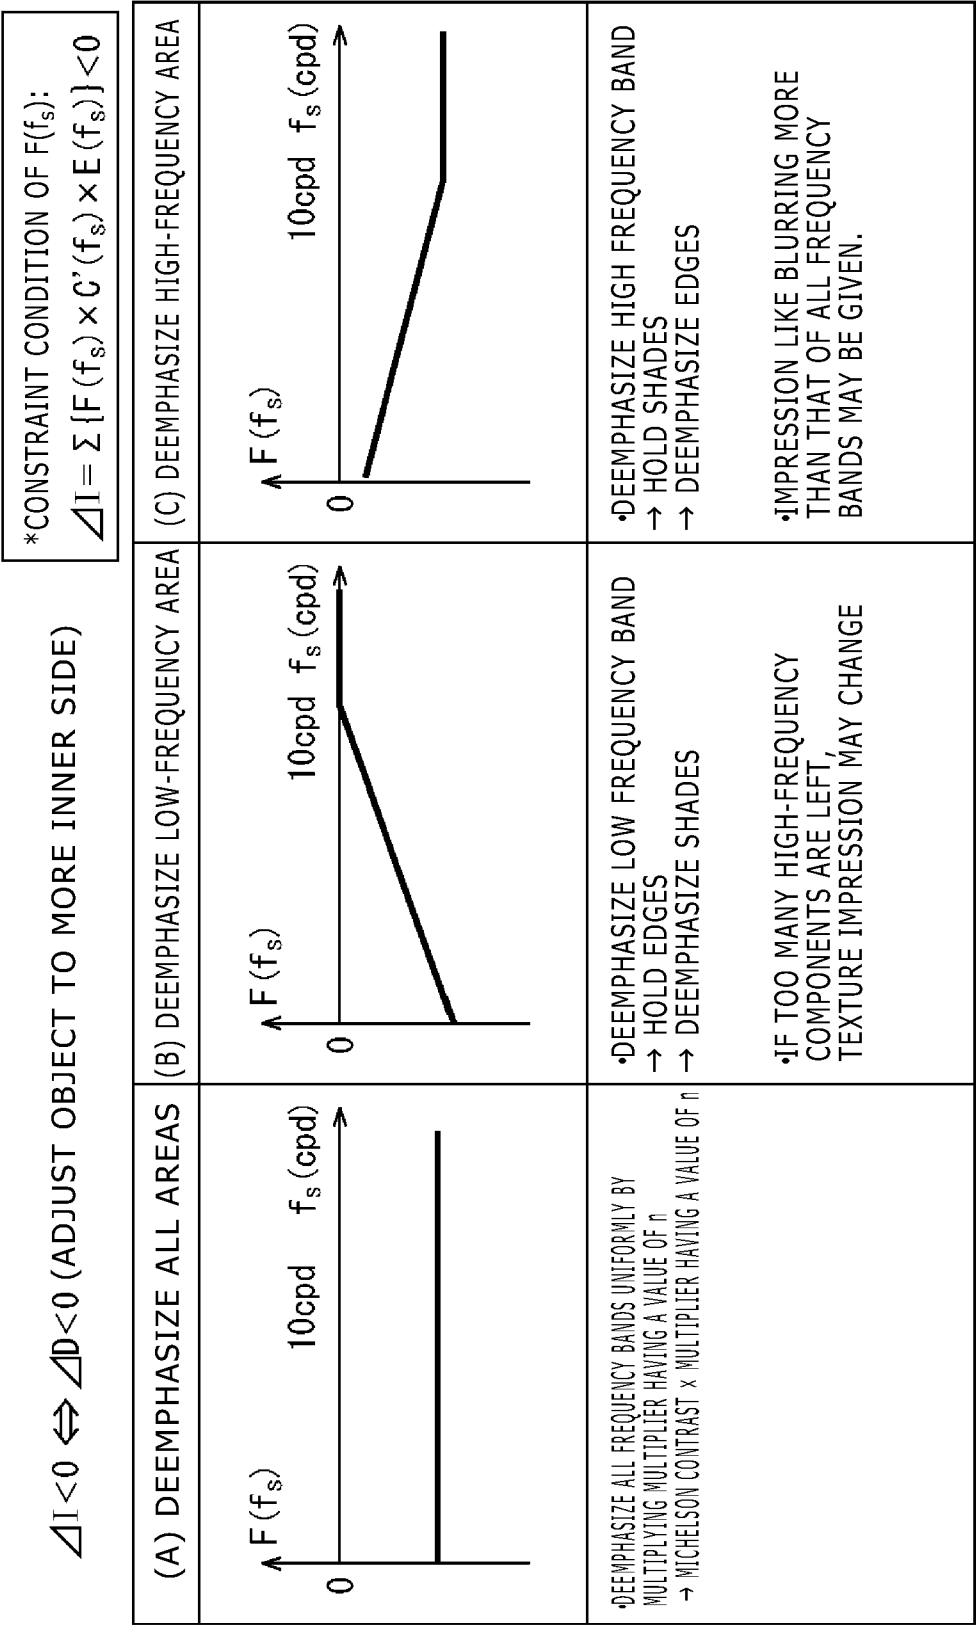 ⊿I<0 ⇔ ⊿D<0 (ADJUST OBJECT TO MORE INNER SIDE)
*CONSTRAINT CONDITION OF F(fs):
⊿I= Σ{F(fs)×C'(fs)×E(fs)}<0
(A) DEEMPHASIZE ALL AREAS
F(fs)
0
10cpd fs(cpd)
•DEEMPHASIZE ALL FREQUENCY BANDS UNIFORMLY BY
MULTIPLYING MULTIPLIER HAVING A VALUE OF n
→ MICHELSON CONTRAST × MULTIPLIER HAVING A VALUE OF n
(B) DEEMPHASIZE LOW-FREQUENCY AREA
F(fs)
0
10cpd fs(cpd)
•DEEMPHASIZE LOW FREQUENCY BAND
→ HOLD EDGES
→ DEEMPHASIZE SHADES
•IF TOO MANY HIGH-FREQUENCY
COMPONENTS ARE LEFT,
TEXTURE IMPRESSION MAY CHANGE
(C) DEEMPHASIZE HIGH-FREQUENCY AREA
F(fs)
0
10cpd fs(cpd)
•DEEMPHASIZE HIGH FREQUENCY BAND
→ HOLD SHADES
→ DEEMPHASIZE EDGES
•IMPRESSION LIKE BLURRING MORE
THAN THAT OF ALL FREQUENCY
BANDS MAY BE GIVEN.